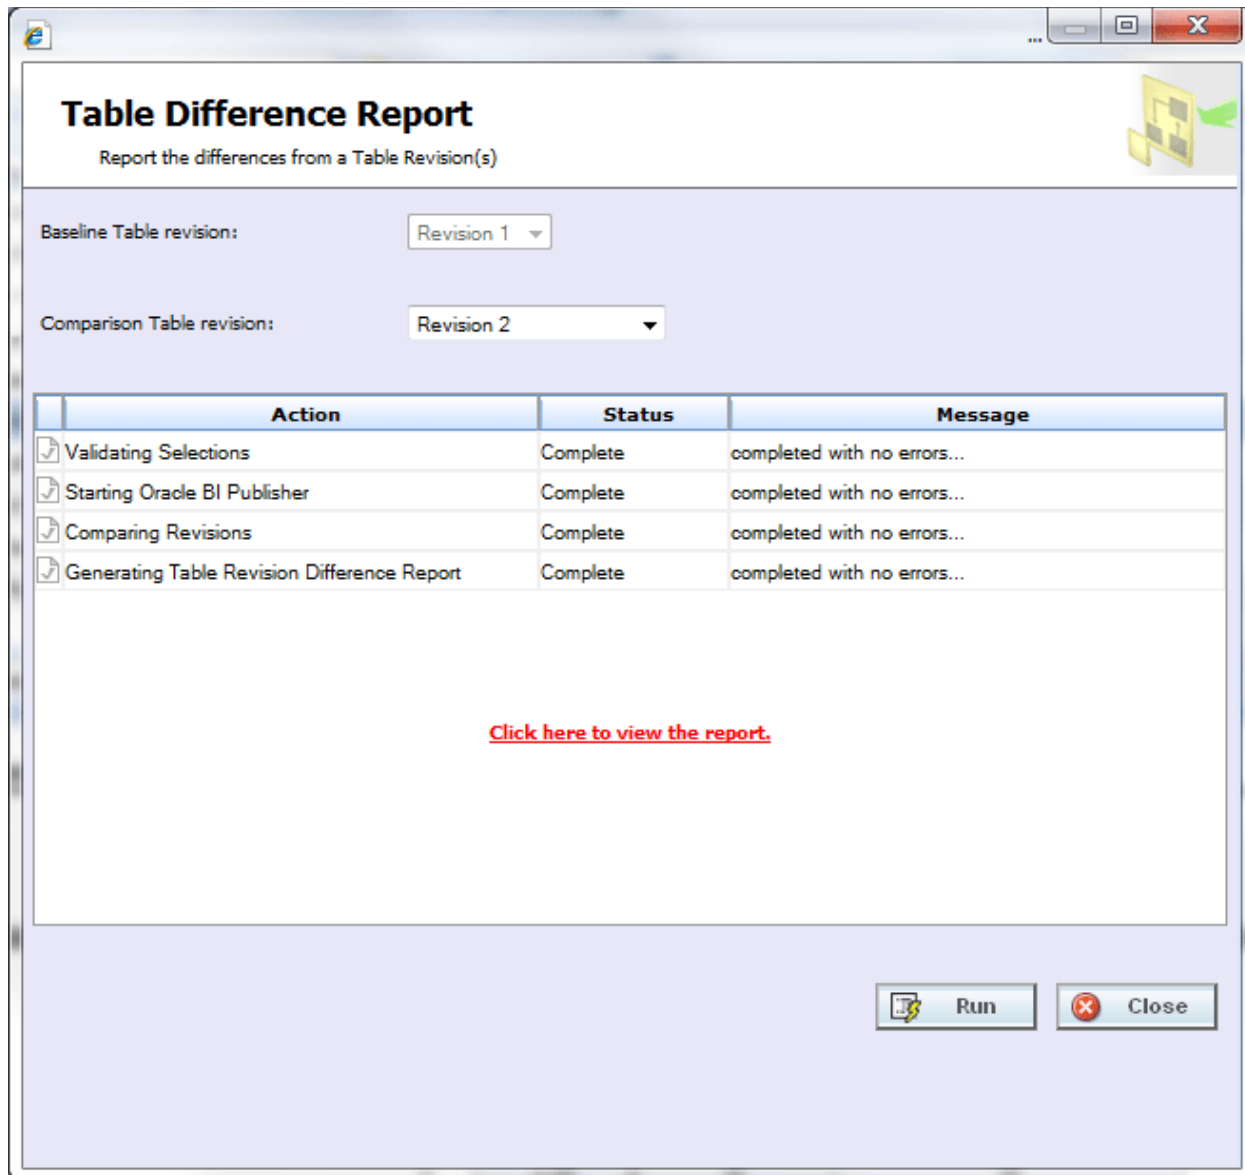 ...
Table Difference Report
Report the differences from a Table Revision(s)
Baseline Table revision: Revision 1
Comparison Table revision: Revision 2
Action Status Message
Validating Selections Complete completed with no errors...
Starting Oracle BI Publisher Complete completed with no errors...
Comparing Revisions Complete completed with no errors...
Generating Table Revision Difference Report Complete completed with no errors...
Click here to view the report.
Run Close